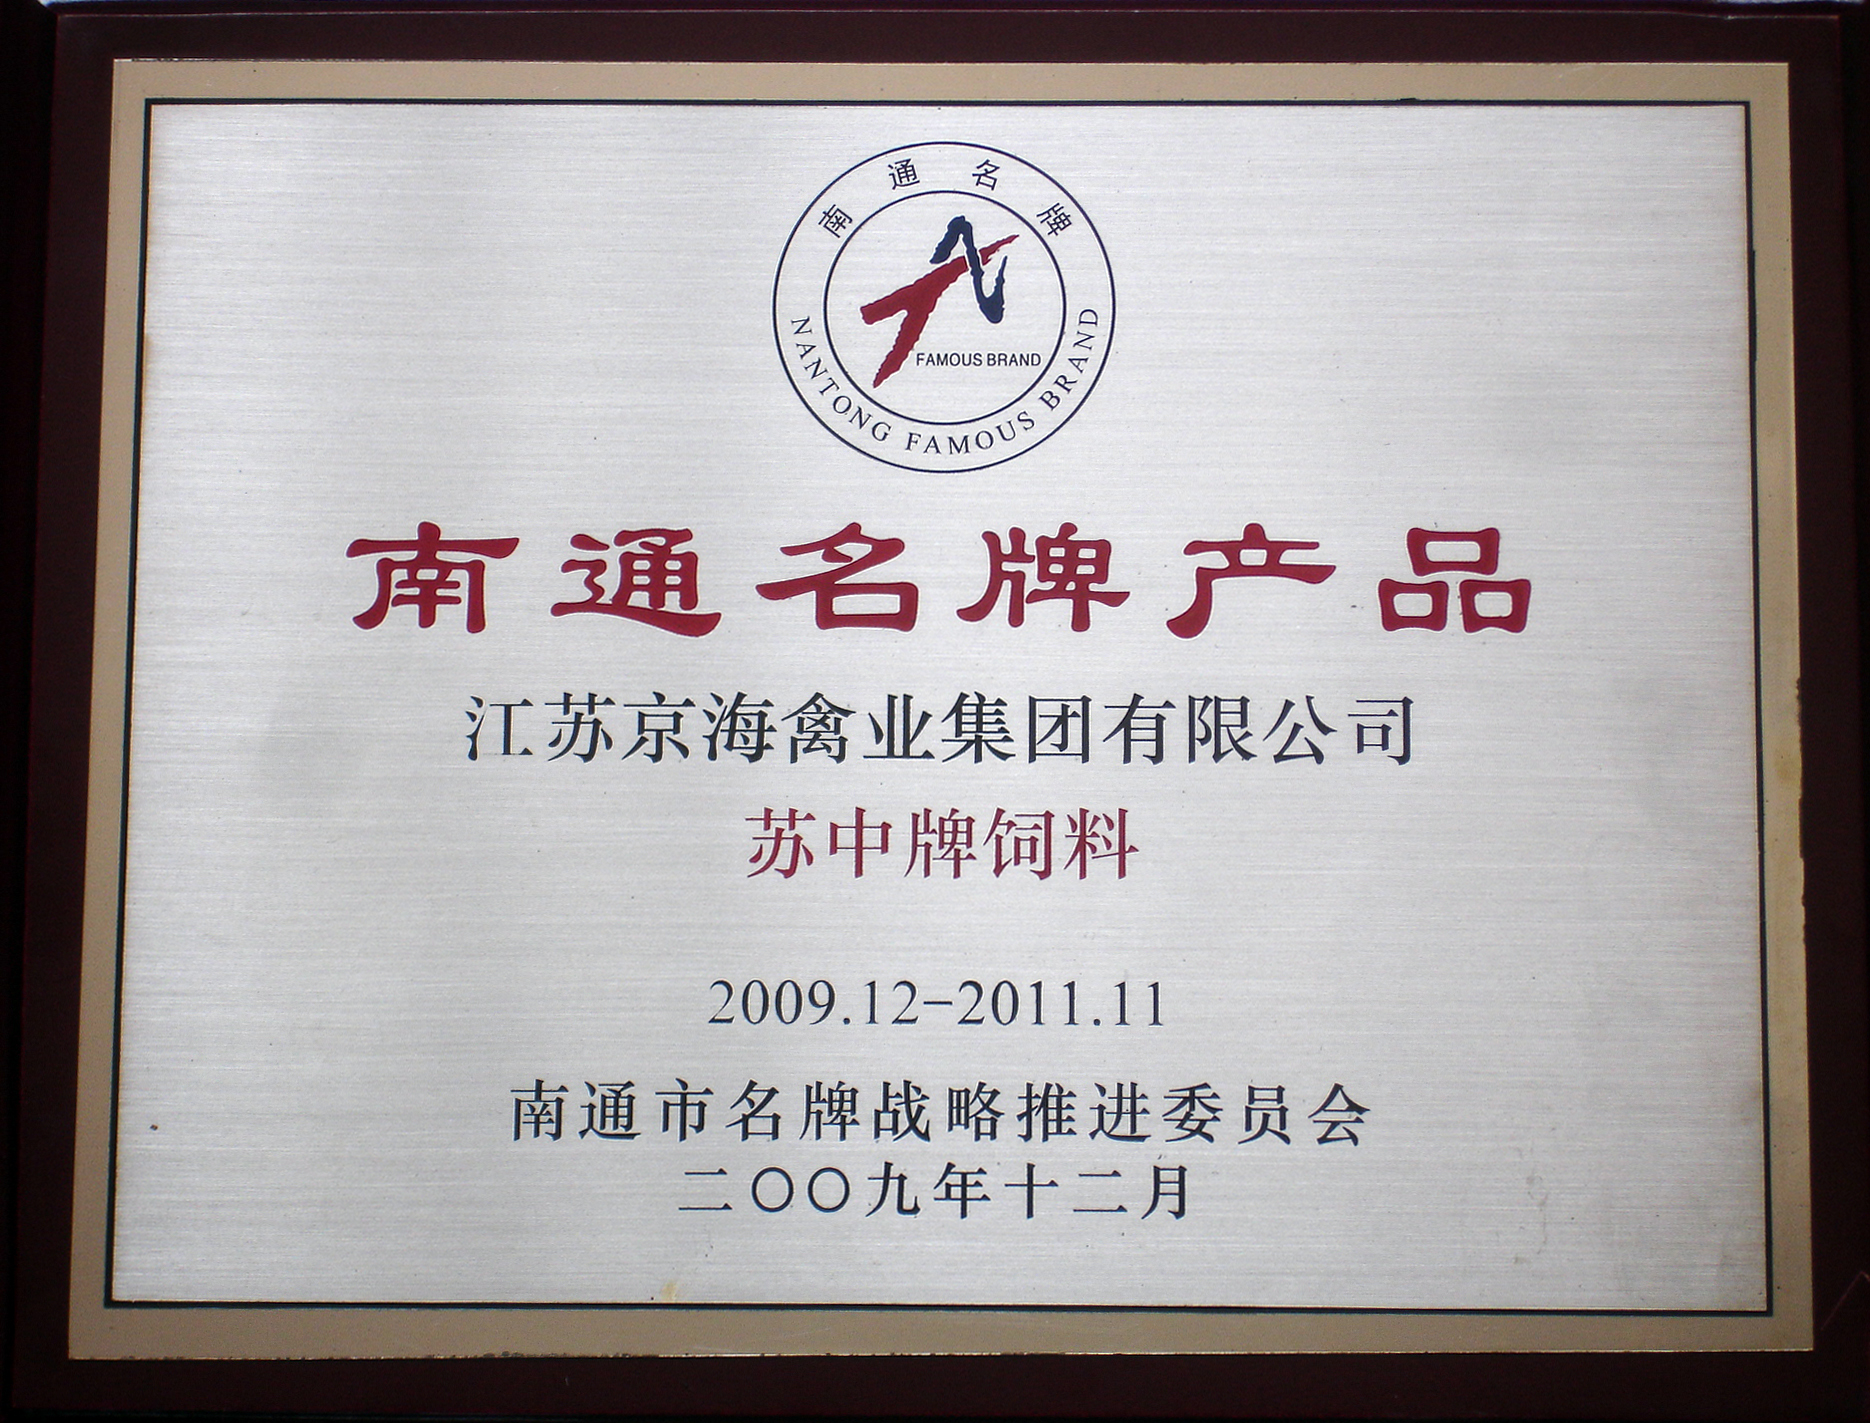 南通名牌
FAMOUS BRAND
NANTONG FAMOUS BRAND
南通名牌产品
江苏京海禽业集团有限公司
苏中牌饲料
2009.12-2011.11
南通市名牌战略推进委员会
二〇〇九年十二月